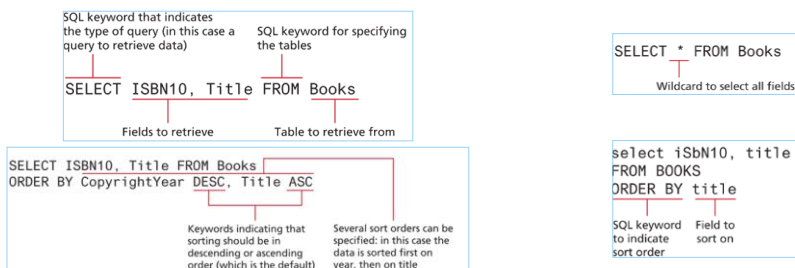 SQL keyword that indicates
the type of query (in this case a
query to retrieve data)
SQL keyword for specifying
the tables
SELECT ISBN10, Title FROM Books
Fields to retrieve
Table to retrieve from
SELECT * FROM Books
Wildcard to select all fields
SELECT ISBN10, Title FROM Books
ORDER BY CopyrightYear DESC, Title ASC
Keywords indicating that
sorting should be in
descending or ascending
order (which is the default)
Several sort orders can be
specified: in this case the
data is sorted first on
year, then on title
select iSbN10, title
FROM BOOKS
ORDER BY title
SQL keyword
to indicate
sort order
Field to
sort on